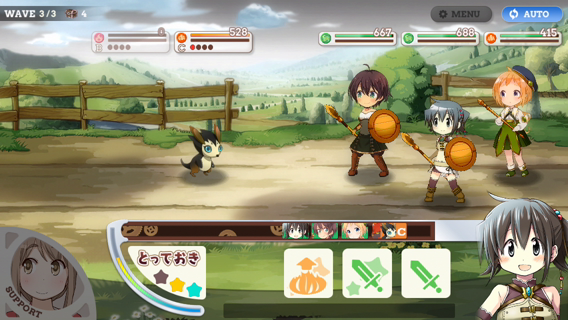 WAVE 3/3 4
MENU
AUTO
B
528
C
667
688
415
C
とっておき
SUPPORT